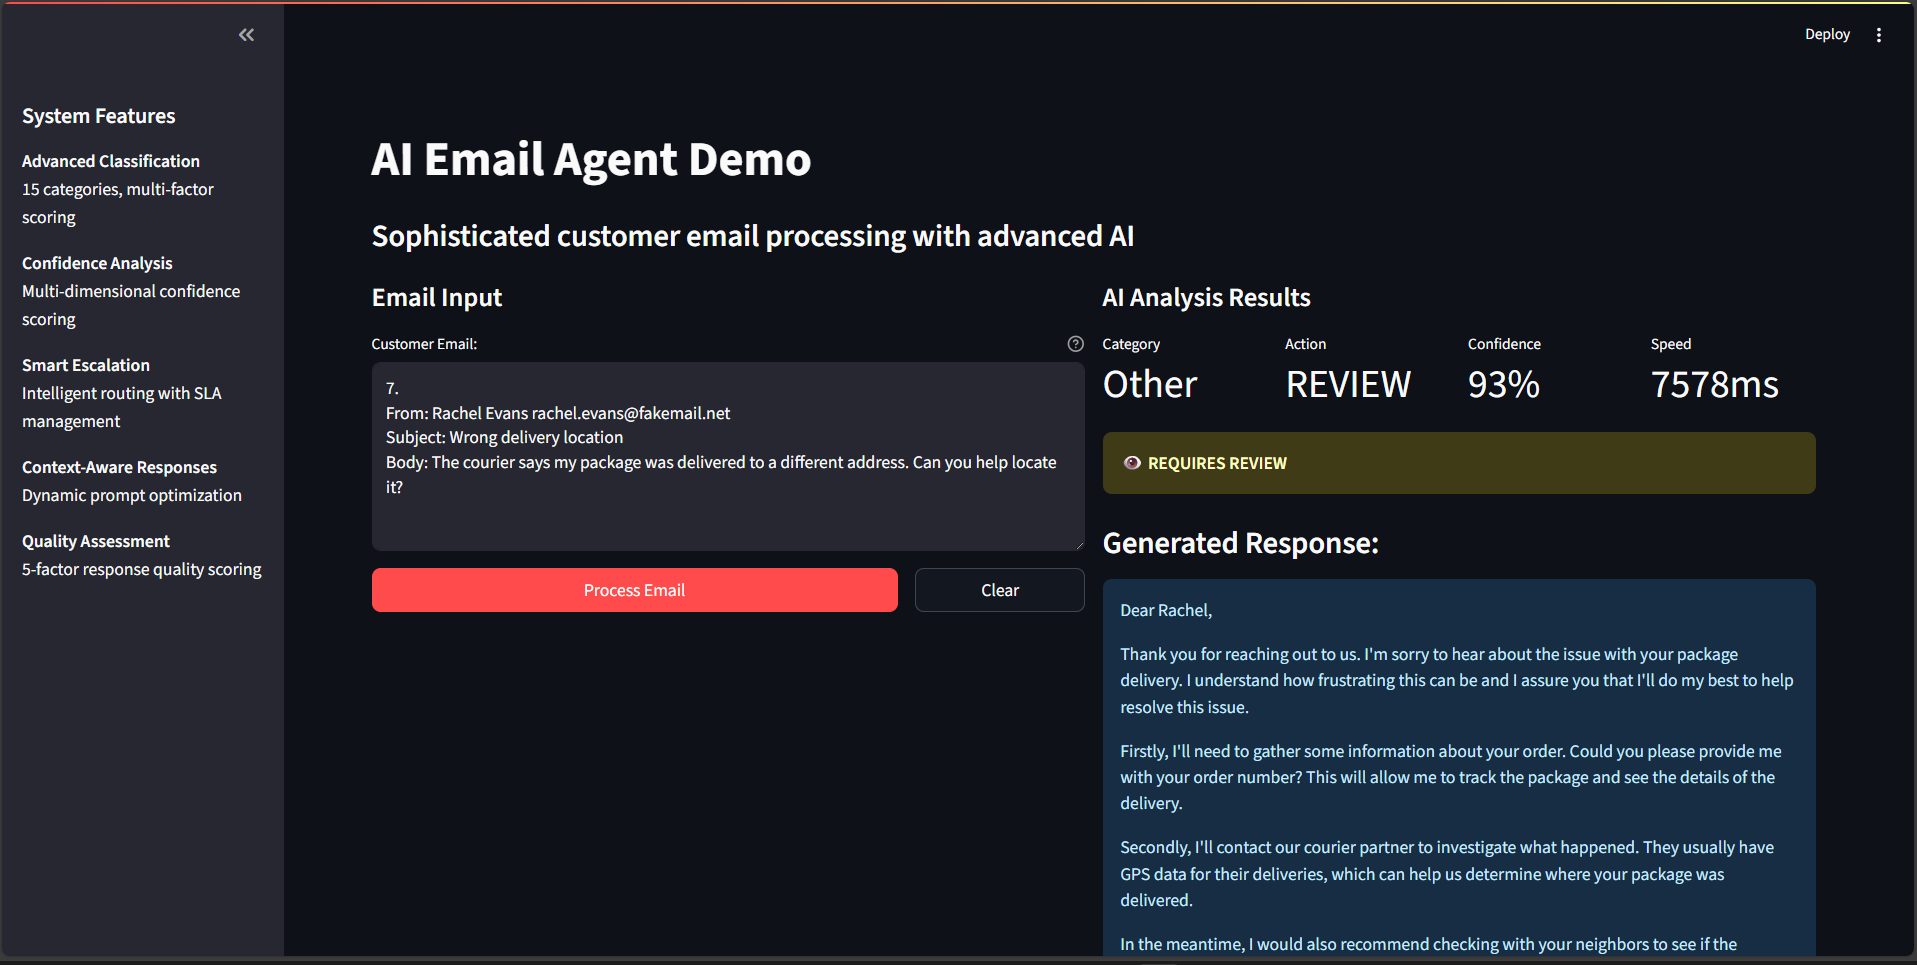 Deploy
System Features
Advanced Classification
15 categories, multi-factor
scoring
Confidence Analysis
Multi-dimensional confidence
scoring
Smart Escalation
Intelligent routing with SLA
management
Context-Aware Responses
Dynamic prompt optimization
Quality Assessment
5-factor response quality scoring
AI Email Agent Demo
Sophisticated customer email processing with advanced AI
Email Input
Customer Email:
7.
From: Rachel Evans rachel.evans@fakemail.net
Subject: Wrong delivery location
Body: The courier says my package was delivered to a different address. Can you help locate
it?
Process Email
Clear
AI Analysis Results
Category
Other
Action
REVIEW
Confidence
93%
Speed
7578ms
REQUIRES REVIEW
Generated Response:
Dear Rachel,
Thank you for reaching out to us. I'm sorry to hear about the issue with your package
delivery. I understand how frustrating this can be and I assure you that I'll do my best to help
resolve this issue.
Firstly, I'll need to gather some information about your order. Could you please provide me
with your order number? This will allow me to track the package and see the details of the
delivery.
Secondly, I'll contact our courier partner to investigate what happened. They usually have
GPS data for their deliveries, which can help us determine where your package was
delivered.
In the meantime, I would also recommend checking with your neighbors to see if the